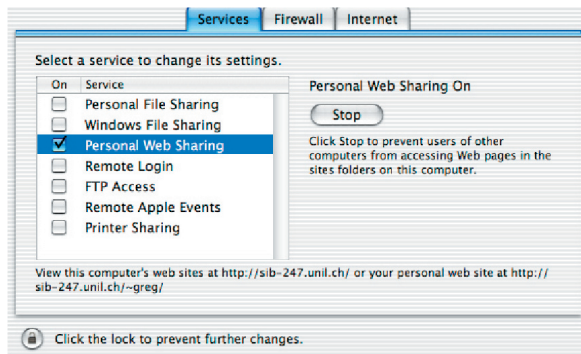 Services Firewall Internet
Select a service to change its settings.
On Service
Personal File Sharing
Windows File Sharing
Personal Web Sharing
Remote Login
FTP Access
Remote Apple Events
Printer Sharing
Personal Web Sharing On
Stop
Click Stop to prevent users of other
computers from accessing Web pages in the
sites folders on this computer.
View this computer's web sites at http://sib-247.unil.ch/ or your personal web site at http://
sib-247.unil.ch/~greg/
Click the lock to prevent further changes.